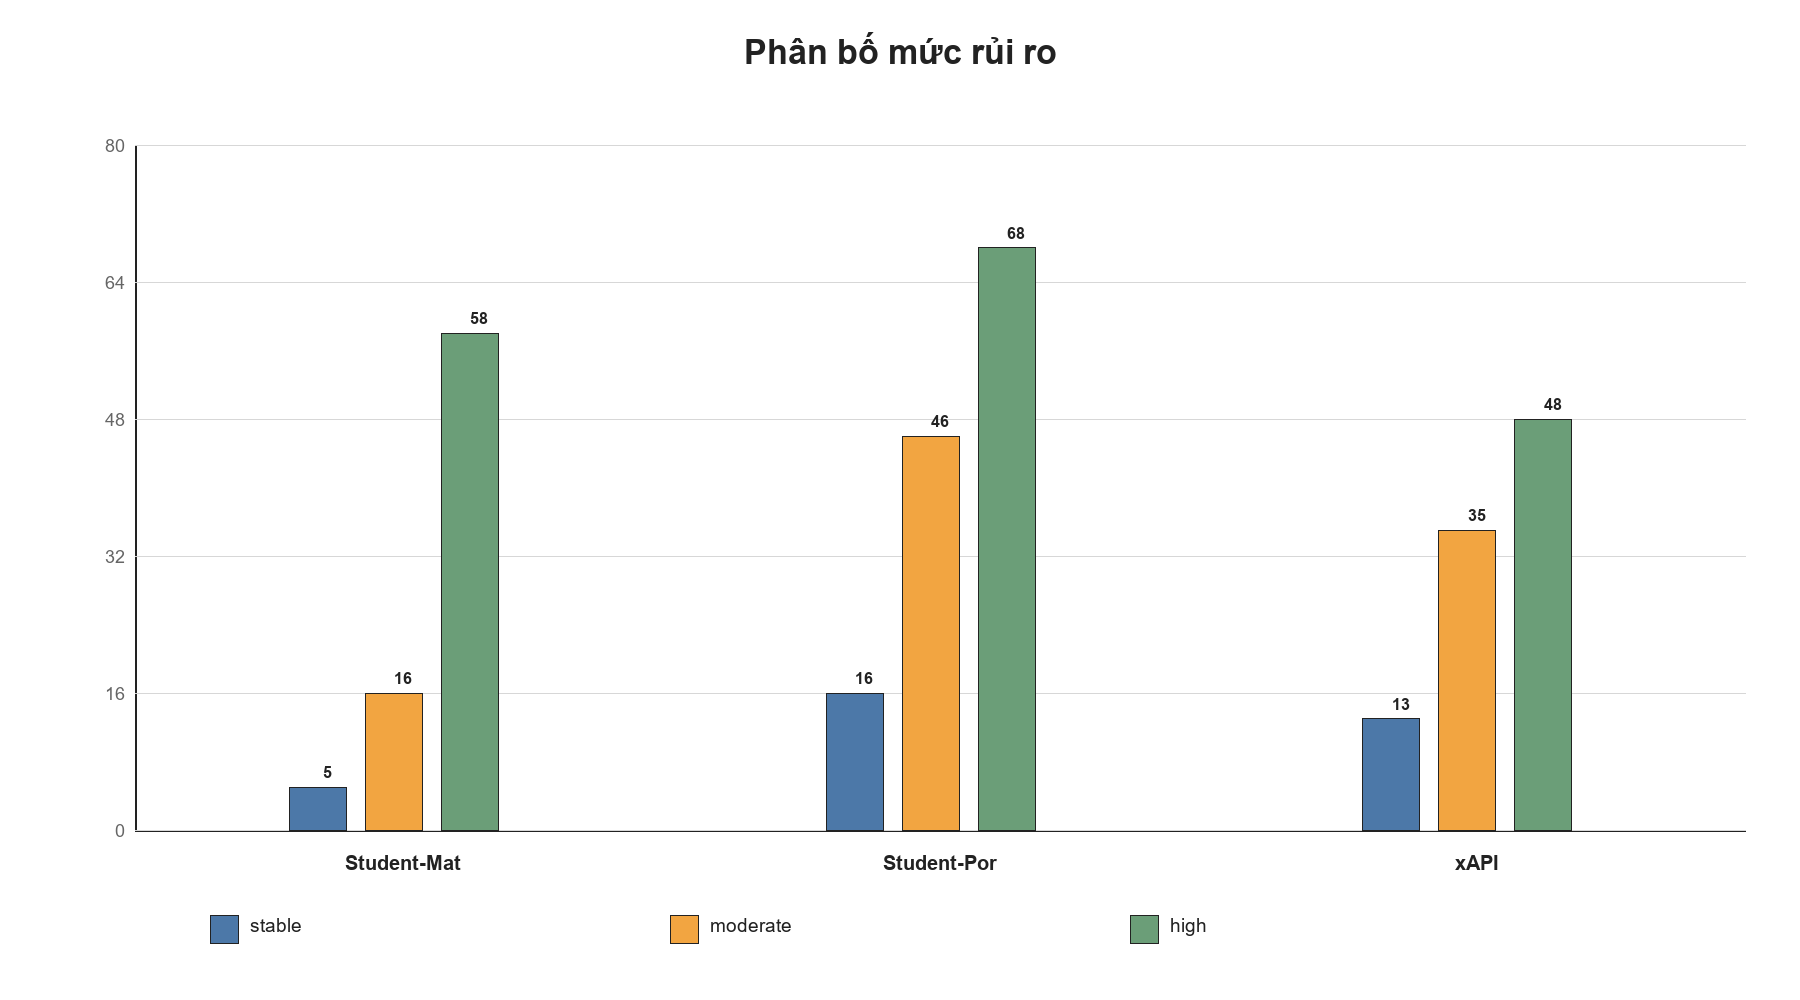 Phân bố mức rủi ro
80
64
48
32
16
0
5
16
58
16
46
68
13
35
48
Student-Mat
Student-Por
xAPI
stable
moderate
high